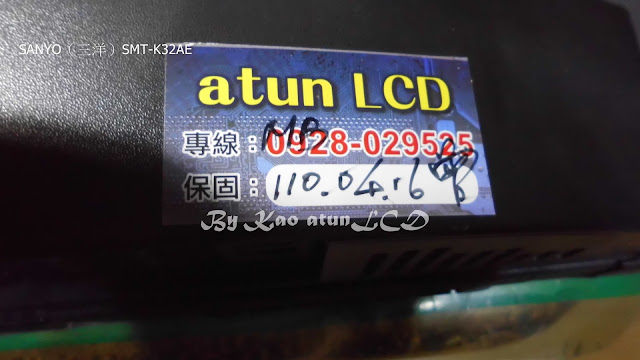 SANYO（三洋）SMT-K32AE
atun LCD
專線：0928-029525
MB
保固：110.04.16
By Kao atunLCD